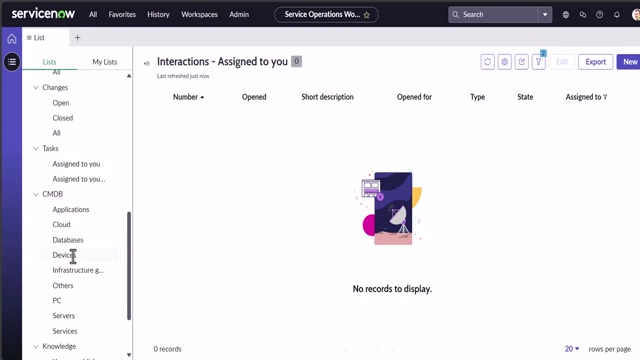 servicenow All Favorites History Workspaces Admin Service Operations Wo... Search
List
Lists My Lists
Interactions - Assigned to you 0
Last refreshed just now
2
Edit Export New
Number Opened Short description Opened for Type State Assigned to
All
Changes
Open
Closed
All
Tasks
Assigned to you
Assigned to you...
CMDB
Applications
Cloud
Databases
Devices
Infrastructure g...
Others
PC
Servers
Services
Knowledge
No records to display.
0 records
20 rows per page